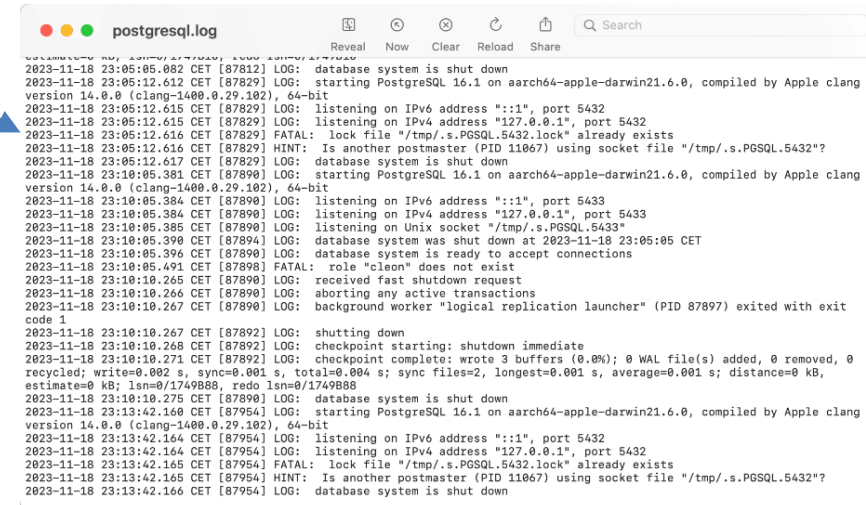 postgresql.log
Reveal Now Clear Reload Share
Search
2023-11-18 23:05:05.082 CET [87812] LOG:  database system is shut down
2023-11-18 23:05:12.612 CET [87829] LOG:  starting PostgreSQL 16.1 on aarch64-apple-darwin21.6.0, compiled by Apple clang
version 14.0.0 (clang-1400.0.29.102), 64-bit
2023-11-18 23:05:12.615 CET [87829] LOG:  listening on IPv6 address "::1", port 5432
2023-11-18 23:05:12.615 CET [87829] LOG:  listening on IPv4 address "127.0.0.1", port 5432
2023-11-18 23:05:12.616 CET [87829] FATAL:  lock file "/tmp/.s.PGSQL.5432.lock" already exists
2023-11-18 23:05:12.616 CET [87829] HINT:  Is another postmaster (PID 11067) using socket file "/tmp/.s.PGSQL.5432"?
2023-11-18 23:05:12.617 CET [87829] LOG:  database system is shut down
2023-11-18 23:10:05.381 CET [87890] LOG:  starting PostgreSQL 16.1 on aarch64-apple-darwin21.6.0, compiled by Apple clang
version 14.0.0 (clang-1400.0.29.102), 64-bit
2023-11-18 23:10:05.384 CET [87890] LOG:  listening on IPv6 address "::1", port 5433
2023-11-18 23:10:05.384 CET [87890] LOG:  listening on IPv4 address "127.0.0.1", port 5433
2023-11-18 23:10:05.385 CET [87890] LOG:  listening on Unix socket "/tmp/.s.PGSQL.5433"
2023-11-18 23:10:05.390 CET [87894] LOG:  database system was shut down at 2023-11-18 23:05:05 CET
2023-11-18 23:10:05.396 CET [87890] LOG:  database system is ready to accept connections
2023-11-18 23:10:05.491 CET [87898] FATAL:  role "cleon" does not exist
2023-11-18 23:10:10.265 CET [87890] LOG:  received fast shutdown request
2023-11-18 23:10:10.266 CET [87890] LOG:  aborting any active transactions
2023-11-18 23:10:10.267 CET [87890] LOG:  background worker "logical replication launcher" (PID 87897) exited with exit
code 1
2023-11-18 23:10:10.267 CET [87892] LOG:  shutting down
2023-11-18 23:10:10.268 CET [87892] LOG:  checkpoint starting: shutdown immediate
2023-11-18 23:10:10.271 CET [87892] LOG:  checkpoint complete: wrote 3 buffers (0.0%); 0 WAL file(s) added, 0 removed, 0
recycled; write=0.002 s, sync=0.001 s, total=0.004 s; sync files=2, longest=0.001 s, average=0.001 s; distance=0 kB,
estimate=0 kB; lsn=0/1749B88, redo lsn=0/1749B88
2023-11-18 23:10:10.275 CET [87890] LOG:  database system is shut down
2023-11-18 23:13:42.160 CET [87954] LOG:  starting PostgreSQL 16.1 on aarch64-apple-darwin21.6.0, compiled by Apple clang
version 14.0.0 (clang-1400.0.29.102), 64-bit
2023-11-18 23:13:42.164 CET [87954] LOG:  listening on IPv6 address "::1", port 5432
2023-11-18 23:13:42.164 CET [87954] LOG:  listening on IPv4 address "127.0.0.1", port 5432
2023-11-18 23:13:42.165 CET [87954] FATAL:  lock file "/tmp/.s.PGSQL.5432.lock" already exists
2023-11-18 23:13:42.165 CET [87954] HINT:  Is another postmaster (PID 11067) using socket file "/tmp/.s.PGSQL.5432"?
2023-11-18 23:13:42.166 CET [87954] LOG:  database system is shut down